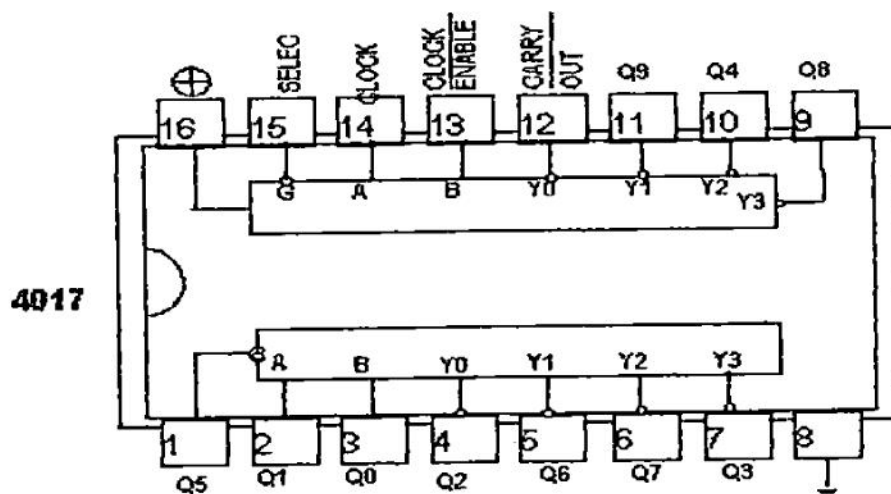 SELEC
CLOCK
CLOCK
ENABLE
CARRY
OUT
Q9
Q4
Q8
16
15
14
13
12
11
10
9
G
A
B
Y0
Y1
Y2
Y3
4017
A
B
Y0
Y1
Y2
Y3
1
2
3
4
5
6
7
8
Q5
Q1
Q0
Q2
Q6
Q7
Q3